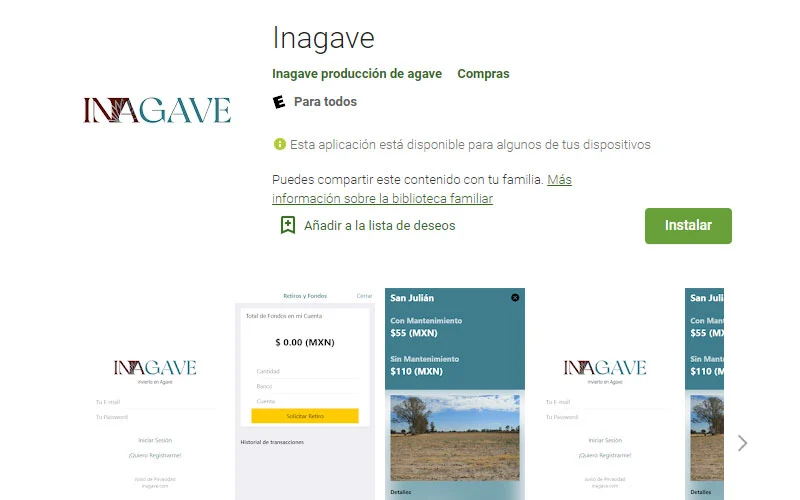 Inagave
Inagave producción de agave Compras
INAGAVE
E Para todos
Esta aplicación está disponible para algunos de tus dispositivos
Puedes compartir este contenido con tu familia. Más
información sobre la biblioteca familiar
Añadir a la lista de deseos
Instalar
INAGAVE
Invierte en Agave
Tu E-mail
Tu Password
Iniciar Sesión
¡Quiero Registrarme!
Aviso de Privacidad
inagave.com
Retiros y Fondos Cerrar
Total de Fondos en mi Cuenta
$ 0.00 (MXN)
Cantidad
Banco
Cuenta
Solicitar Retiro
Historial de transacciones
San Julián
Con Mantenimiento
$55 (MXN)
Sin Mantenimiento
$110 (MXN)
Detalles
INAGAVE
Invierte en Agave
Tu E-mail
Tu Password
Iniciar Sesión
¡Quiero Registrarme!
Aviso de Privacidad
inagave.com
San Juli
Con Mant
$55 (MX
Sin Mant
$110 (M
Detalles